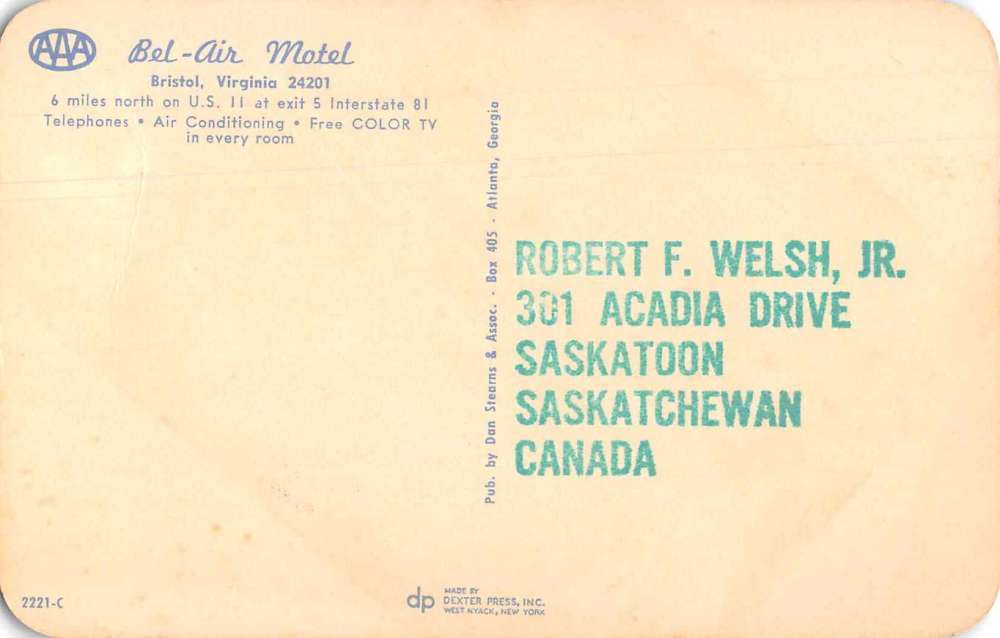 AAA
Bel-Air Motel
Bristol, Virginia 24201
6 miles north on U.S. 11 at exit 5 Interstate 81
Telephones • Air Conditioning • Free COLOR TV
in every room
Pub. by Dan Stearns & Assoc. - Box 405 - Atlanta, Georgia
ROBERT F. WELSH, JR.
301 ACADIA DRIVE
SASKATOON
SASKATCHEWAN
CANADA
2221-C
dp
MADE BY
DEXTER PRESS, INC.
WEST NYACK, NEW YORK